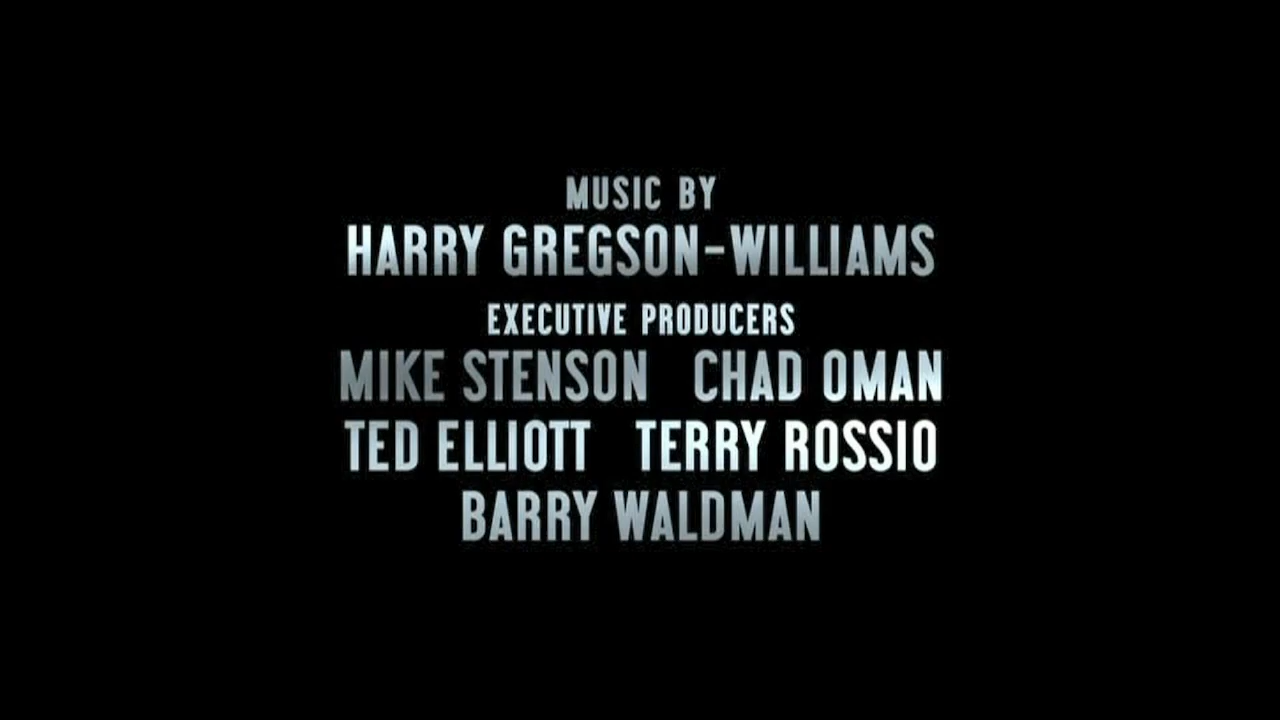 MUSIC BY
HARRY GREGSON-WILLIAMS
EXECUTIVE PRODUCERS
MIKE STENSON CHAD OMAN
TED ELLIOTT TERRY ROSSIO
BARRY WALDMAN